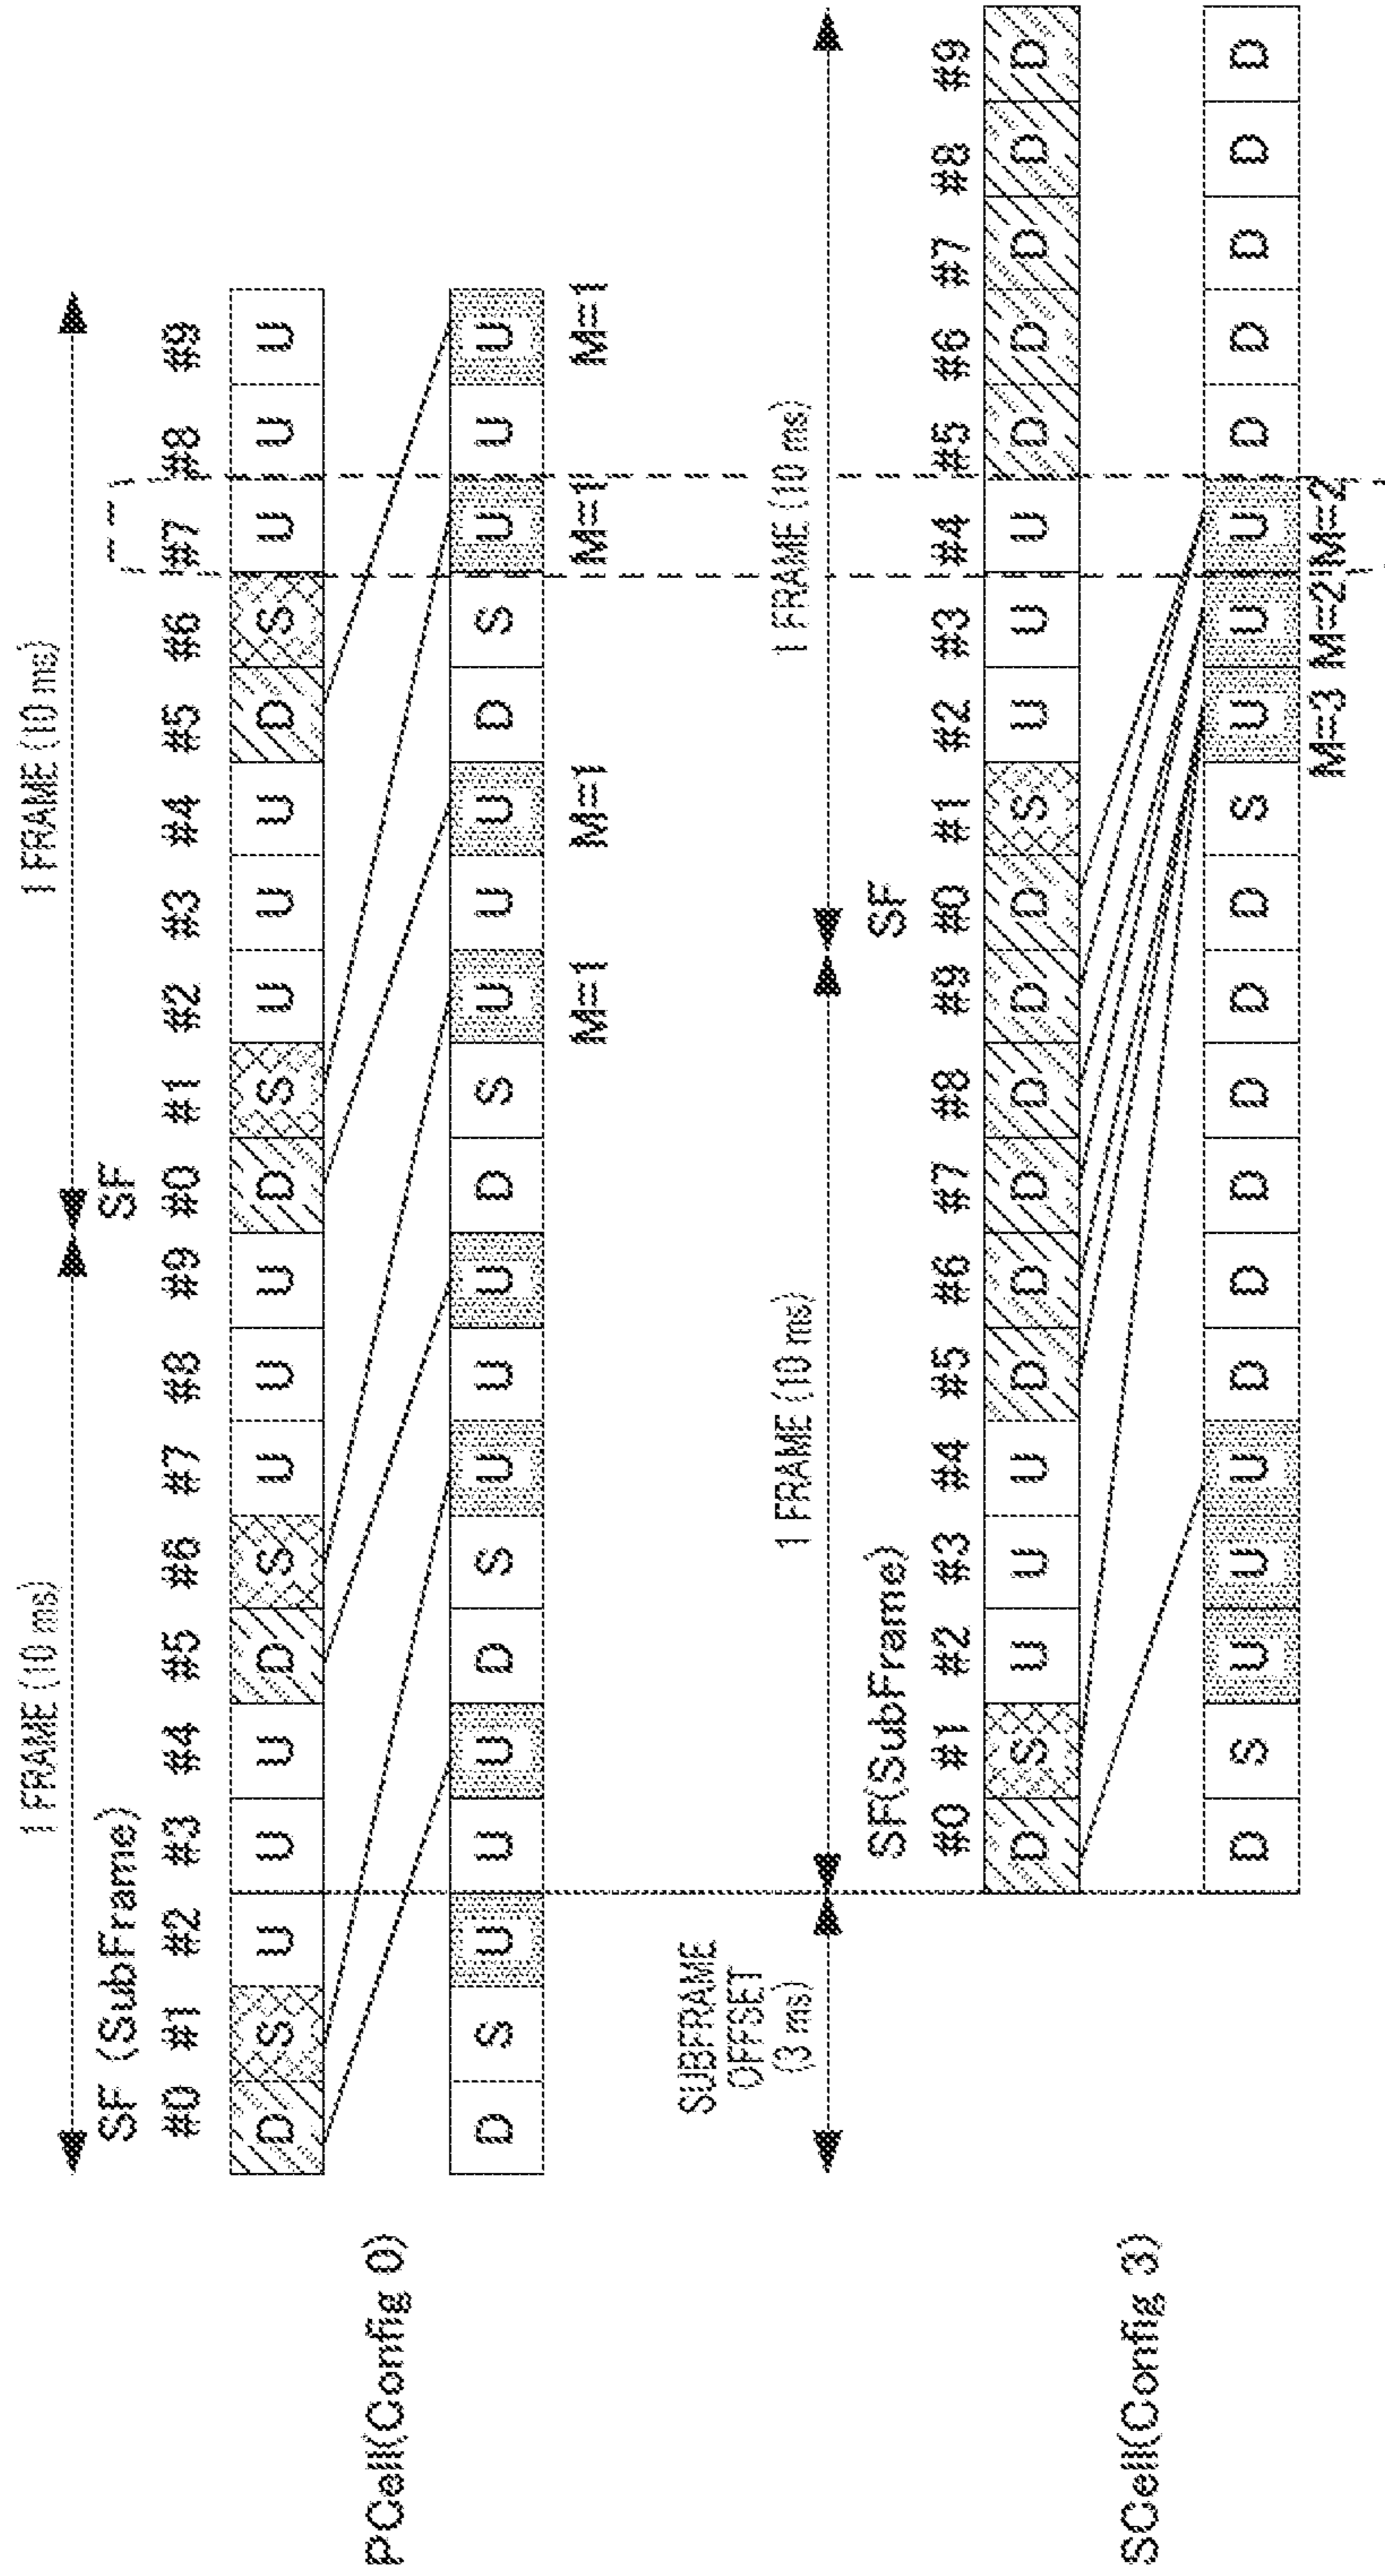 1 FRAME (10 ms) 1 FRAME (10 ms)
SF (SubFrame) SF
#0 #1 #2 #3 #4 #5 #6 #7 #8 #9 #0 #1 #2 #3 #4 #5 #6 #7 #8 #9
D S U U U D S U U U D S U U U D S U U U
PCell(Config 0)
D S U U U D S U U U D S U U U D S U U U
M=1 M=1 M=1 M=1
SUBFRAME
OFFSET
(3 ms)
1 FRAME (10 ms) 1 FRAME (10 ms)
SF(SubFrame) SF
#0 #1 #2 #3 #4 #5 #6 #7 #8 #9 #0 #1 #2 #3 #4 #5 #6 #7 #8 #9
D S U U U D D D D D D S U U U D D D D D
SCell(Config 3)
D S U U U D D D D D D S U U U D D D D D
M=3 M=2 M=2